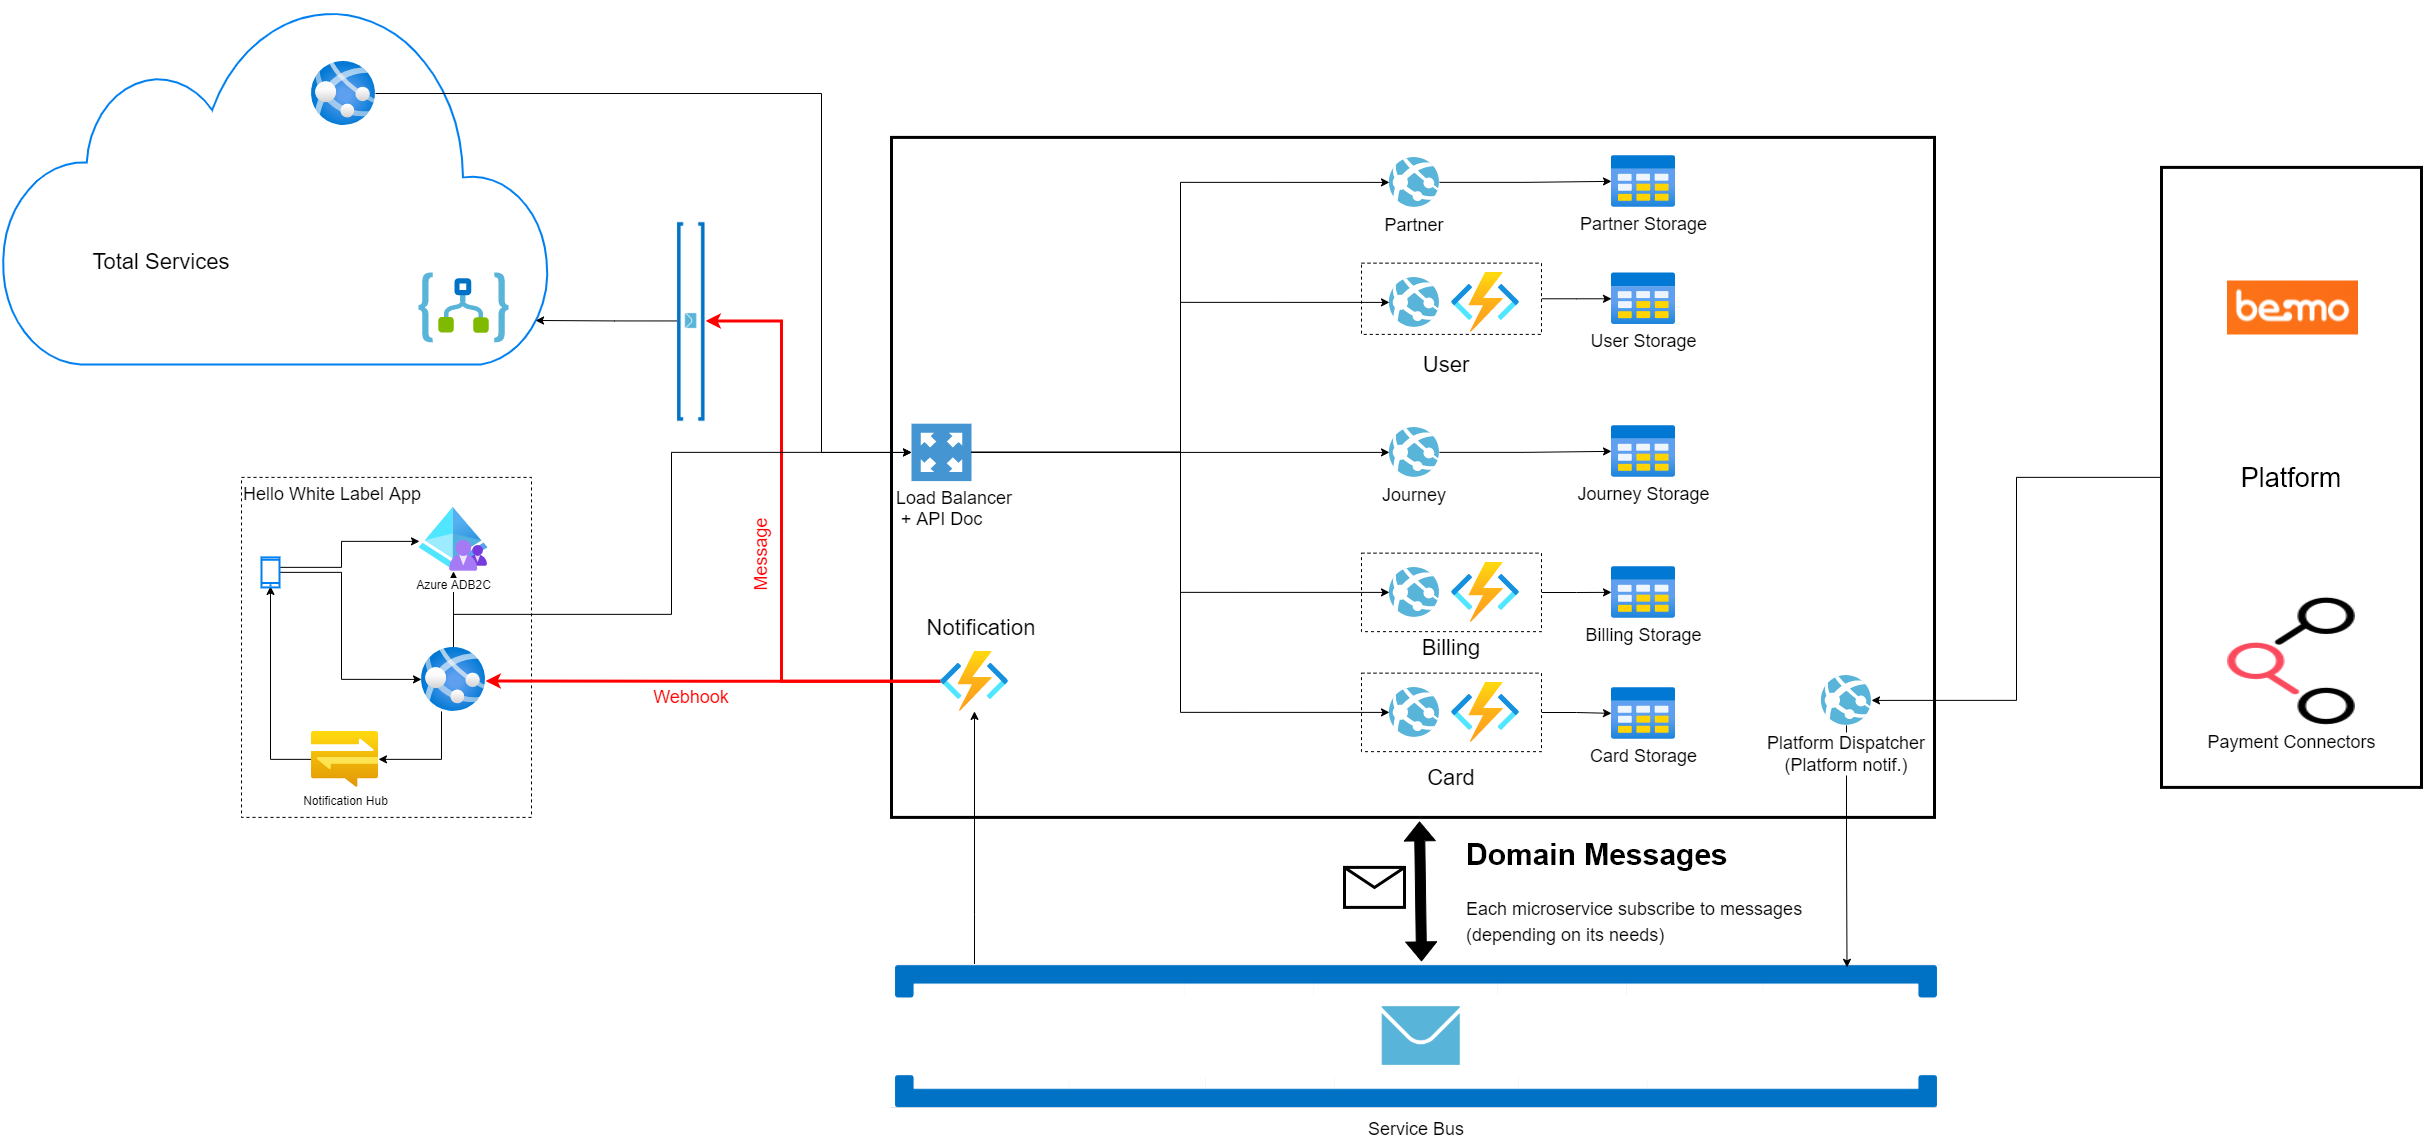 Total Services
Hello White Label App
Azure ADB2C
Notification Hub
Message
Webhook
Load Balancer
+ API Doc
Notification
Partner
Partner Storage
User
User Storage
Journey
Journey Storage
Billing
Billing Storage
Card
Card Storage
Platform Dispatcher
(Platform notif.)
be:mo
Platform
Payment Connectors
Domain Messages
Each microservice subscribe to messages
(depending on its needs)
Service Bus